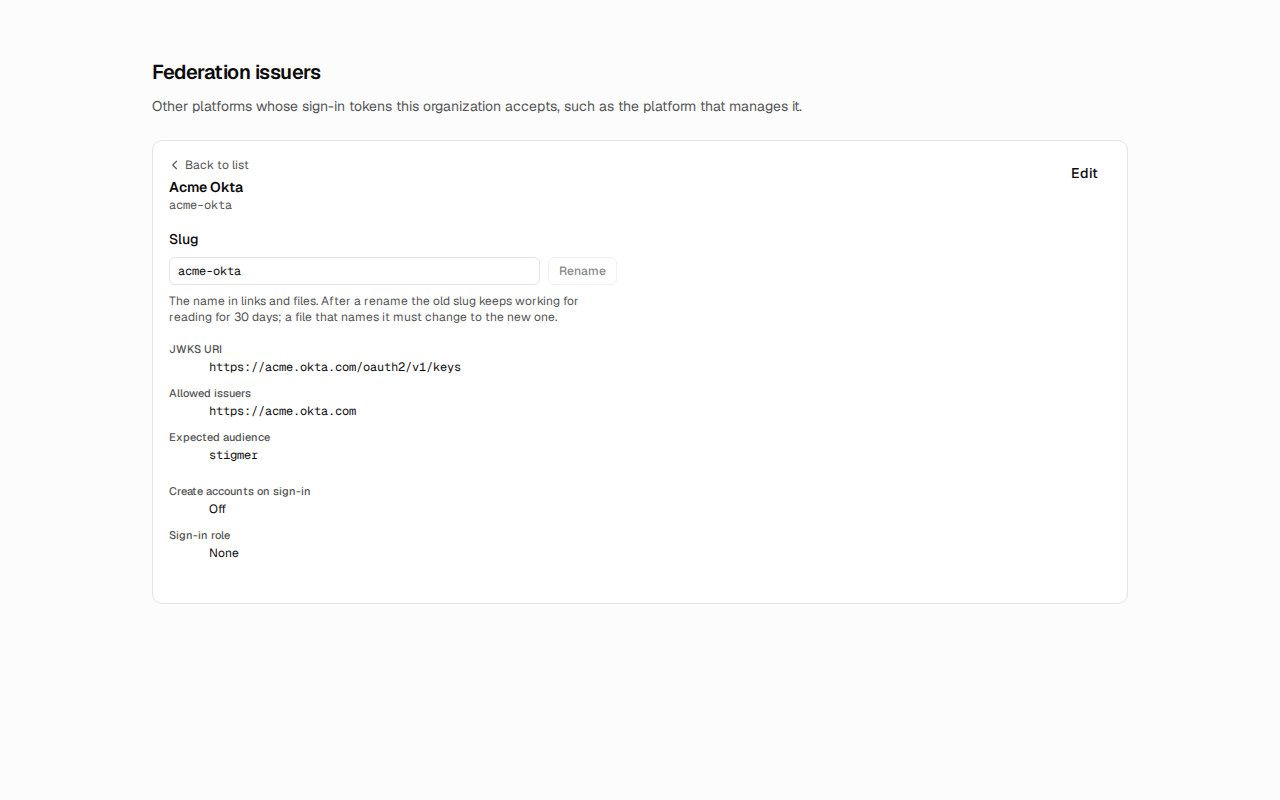 Federation issuers
Other platforms whose sign-in tokens this organization accepts, such as the platform that manages it.
Back to list
Edit
Acme Okta
acme-okta
Slug
acme-okta
Rename
The name in links and files. After a rename the old slug keeps working for
reading for 30 days; a file that names it must change to the new one.
JWKS URI
https://acme.okta.com/oauth2/v1/keys
Allowed issuers
https://acme.okta.com
Expected audience
stigmer
Create accounts on sign-in
Off
Sign-in role
None